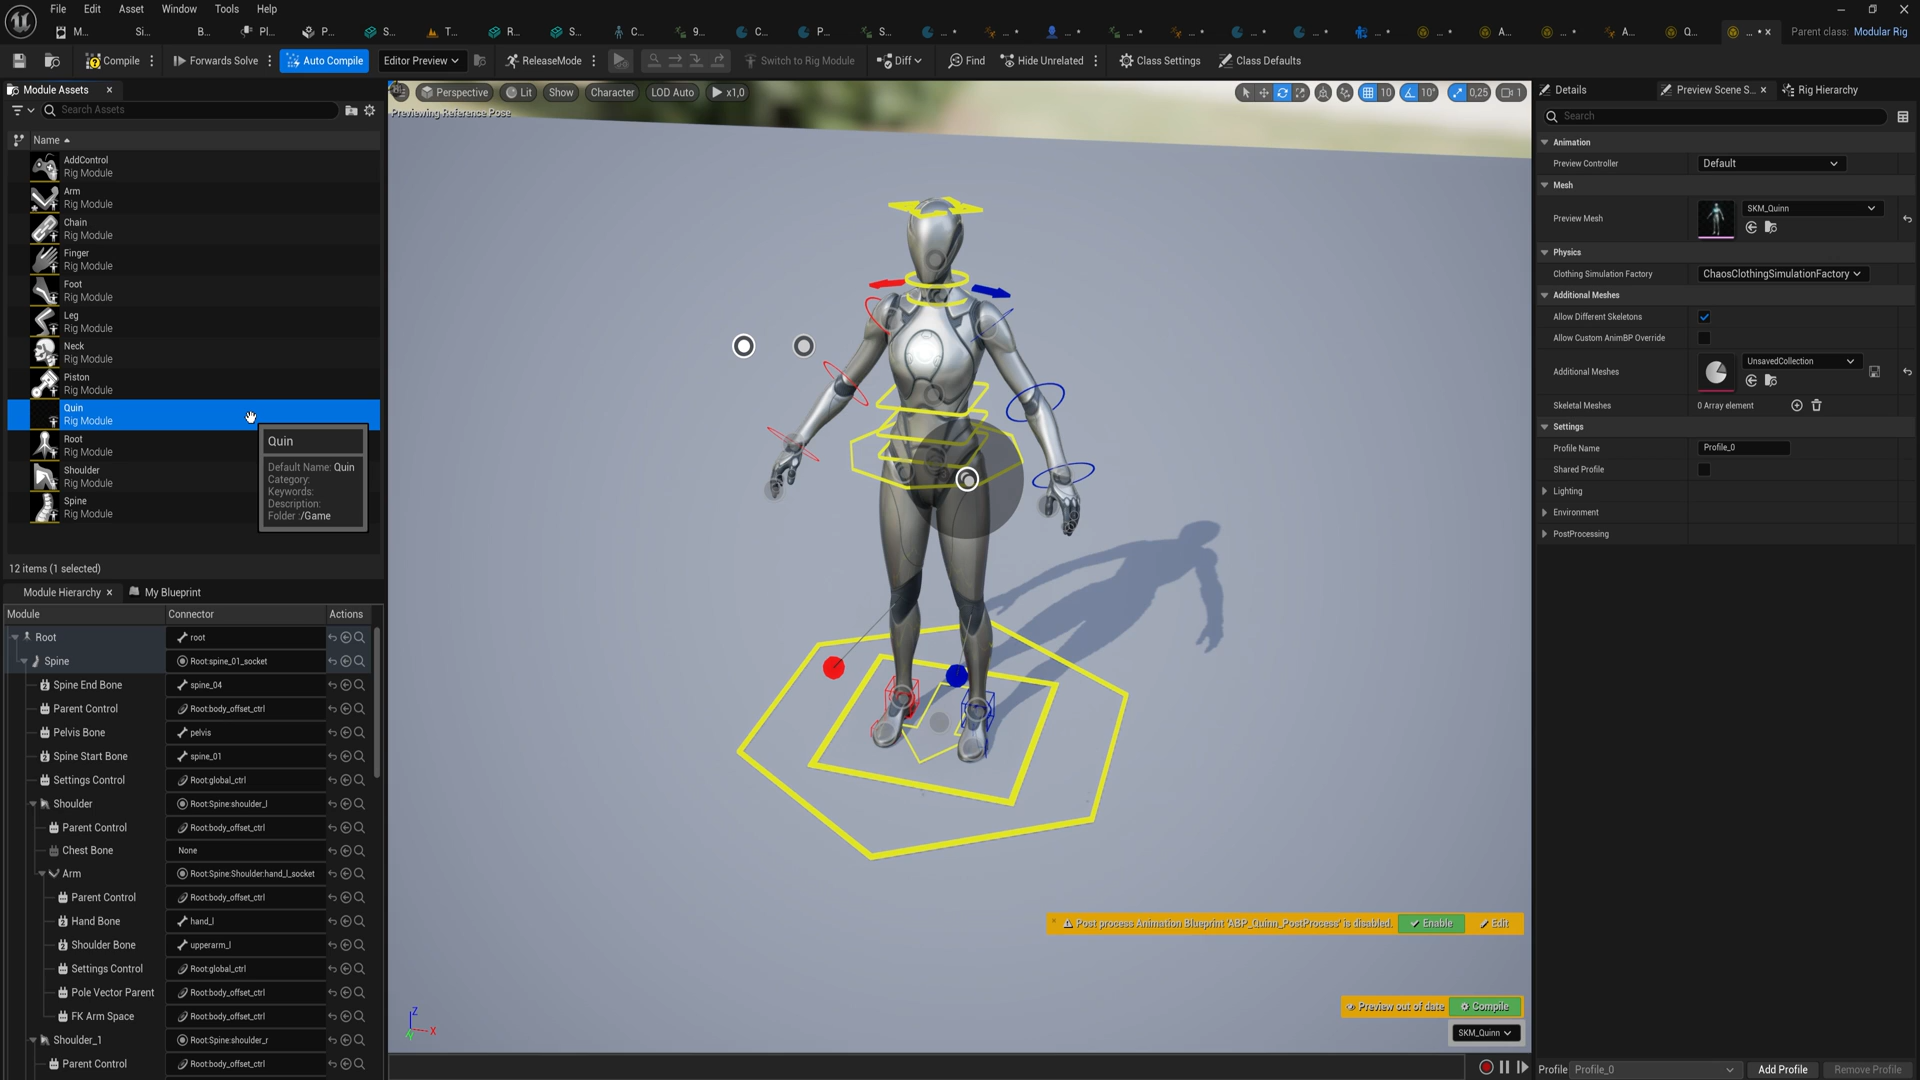 File Edit Asset Window Tools Help
M... Si... B... Pl... P... S... T... R... S... C... 9... C... P... S... ... ... ... ... ... ... ... ... ... A... ... A... Q... ...
Parent class: Modular Rig
Compile Forwards Solve Auto Compile Editor Preview ReleaseMode Switch to Rig Module Diff Find Hide Unrelated Class Settings Class Defaults
Module Assets
Search Assets
Name
AddControl
Rig Module
Arm
Rig Module
Chain
Rig Module
Finger
Rig Module
Foot
Rig Module
Leg
Rig Module
Neck
Rig Module
Piston
Rig Module
Quin
Rig Module
Root
Rig Module
Shoulder
Rig Module
Spine
Rig Module
Quin
Default Name: Quin
Category:
Keywords:
Description:
Folder :/Game
12 items (1 selected)
Module Hierarchy My Blueprint
Module Connector Actions
Root root
Spine Root:spine_01_socket
Spine End Bone spine_04
Parent Control Root:body_offset_ctrl
Pelvis Bone pelvis
Spine Start Bone spine_01
Settings Control Root:global_ctrl
Shoulder Root:Spine:shoulder_l
Parent Control Root:body_offset_ctrl
Chest Bone None
Arm Root:Spine:Shoulder:hand_l_socket
Parent Control Root:body_offset_ctrl
Hand Bone hand_l
Shoulder Bone upperarm_l
Settings Control Root:global_ctrl
Pole Vector Parent Root:body_offset_ctrl
FK Arm Space Root:body_offset_ctrl
Shoulder_1 Root:Spine:shoulder_r
Parent Control Root:body_offset_ctrl
Perspective Lit Show Character LOD Auto x1,0
10 10° 0,25 1
Previewing Reference Pose
Post process Animation Blueprint 'ABP_Quinn_PostProcess' is disabled. Enable Edit
Preview out of date Compile
SKM_Quinn
Z
X
Details Preview Scene S... Rig Hierarchy
Search
Animation
Preview Controller Default
Mesh
Preview Mesh SKM_Quinn
Physics
Clothing Simulation Factory ChaosClothingSimulationFactory
Additional Meshes
Allow Different Skeletons
Allow Custom AnimBP Override
Additional Meshes UnsavedCollection
Skeletal Meshes 0 Array element
Settings
Profile Name Profile_0
Shared Profile
Lighting
Environment
PostProcessing
Profile Profile_0 Add Profile Remove Profile